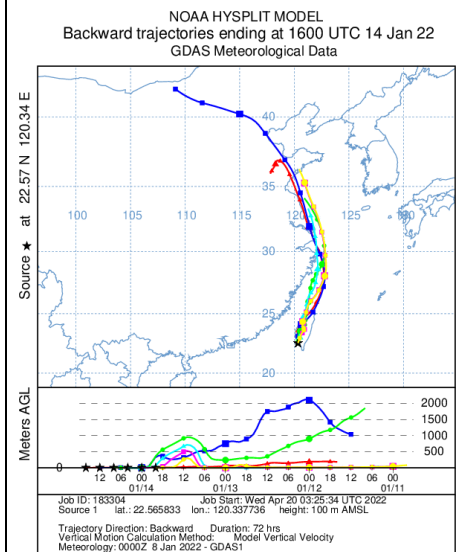 NOAA HYSPLIT MODEL
Backward trajectories ending at 1600 UTC 14 Jan 22
GDAS Meteorological Data
Source ★ at 22.57 N 120.34 E
40
35
100 105 110 115 120 125 130
30
25
20
Meters AGL
2000
1500
1000
500
0
12 06 00 18 12 06 00 18 12 06 00 18 12 06 00
01/14 01/13 01/12 01/11
Job ID: 183304 Job Start: Wed Apr 20 03:25:34 UTC 2022
Source 1 lat.: 22.565833 lon.: 120.337736 height: 100 m AMSL
Trajectory Direction: Backward Duration: 72 hrs
Vertical Motion Calculation Method: Model Vertical Velocity
Meteorology: 0000Z 8 Jan 2022 - GDAS1